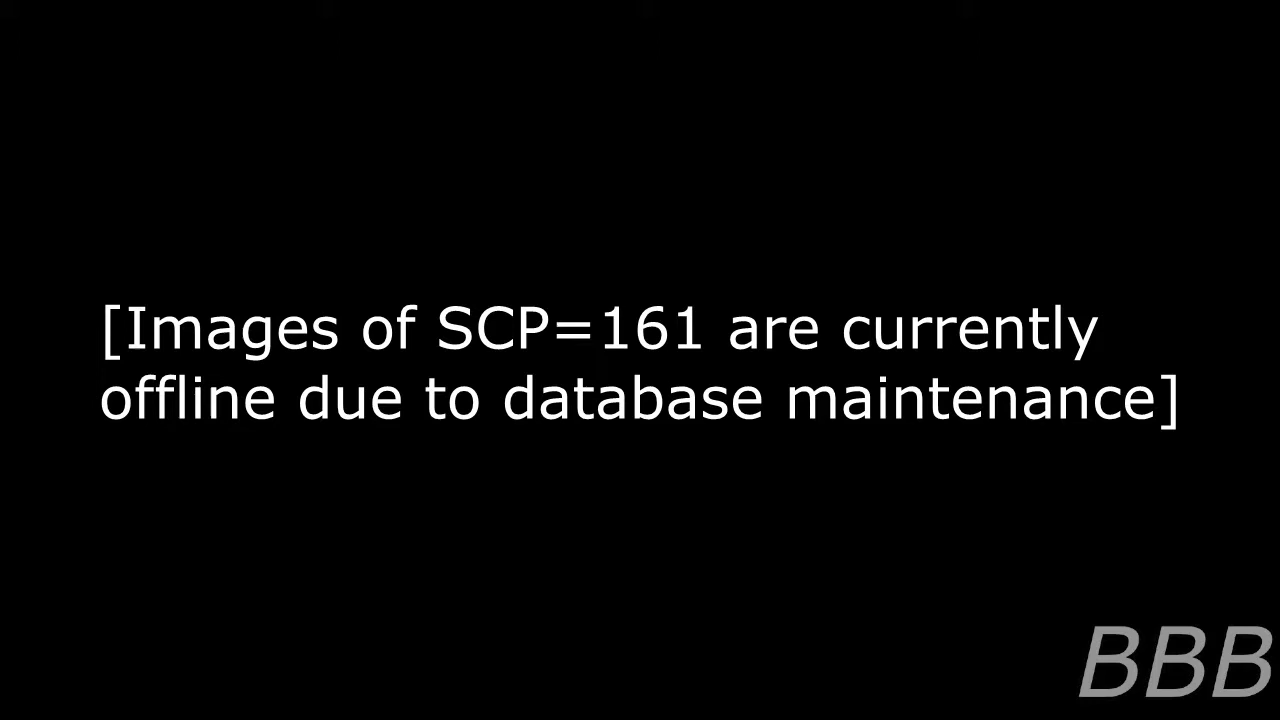 [Images of SCP=161 are currently
offline due to database maintenance]
BBB